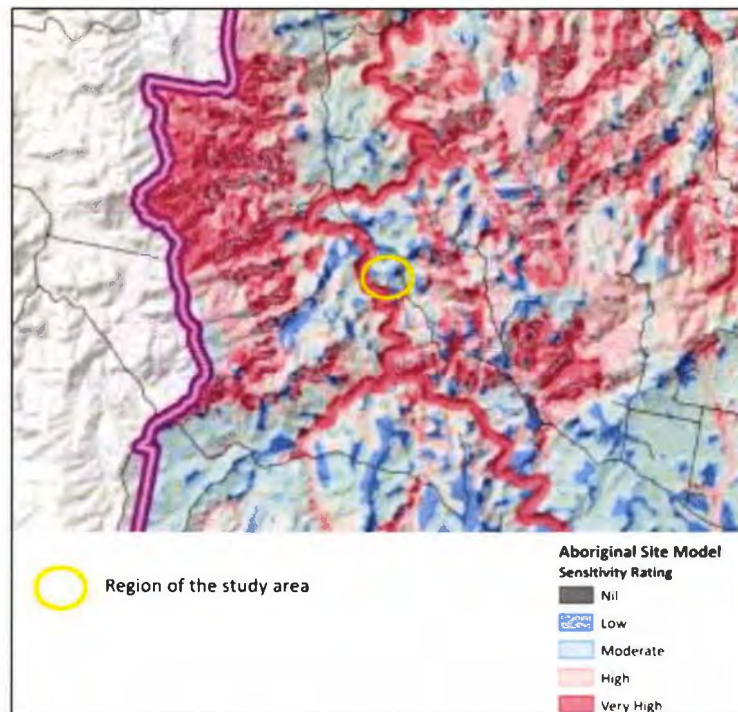 Region of the study area
Aboriginal Site Model
Sensitivity Rating
Nil
Low
Moderate
High
Very High